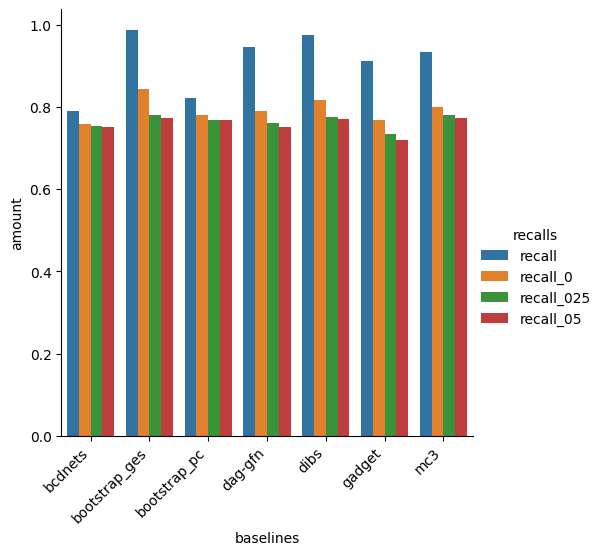 1.0
0.8
0.6
0.4
0.2
0.0
amount
bcdnets
bootstrap_ges
bootstrap_pc
dag-gfn
dibs
gadget
mc3
baselines
recalls
recall
recall_0
recall_025
recall_05